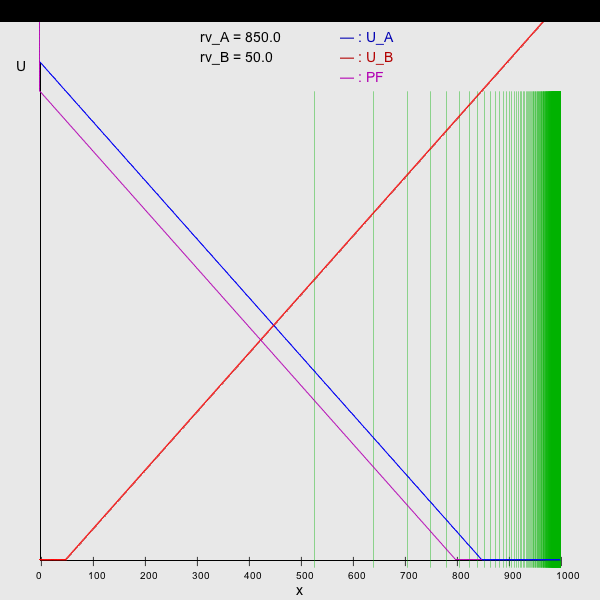 rv_A = 850.0 — : U_A
U rv_B = 50.0 — : U_B
— : PF
0 100 200 300 400 500 600 700 800 900 1000
x